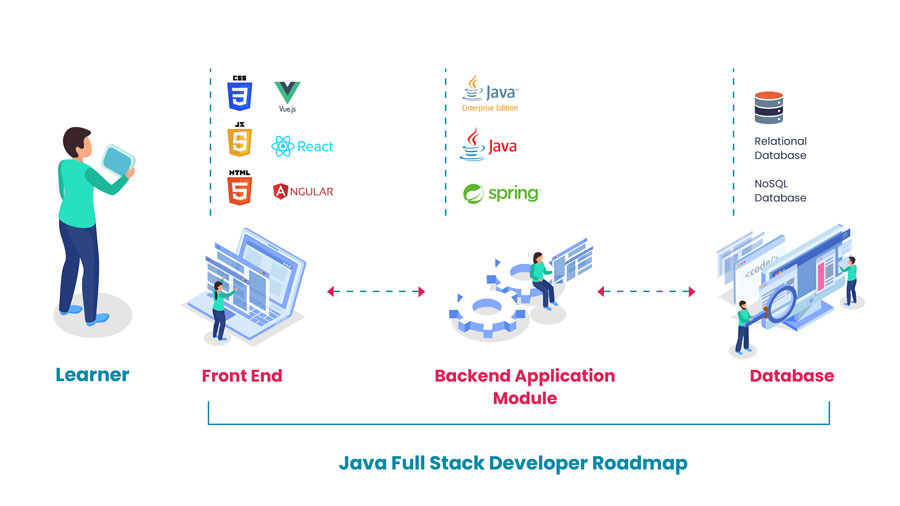 CSS
3
Vue.js
JS
5
React
HTML
5
ANGULAR
Java™
Enterprise Edition
Java
spring
Relational
Database
NoSQL
Database
<code/>
Learner
Front End
Backend Application
Module
Database
Java Full Stack Developer Roadmap